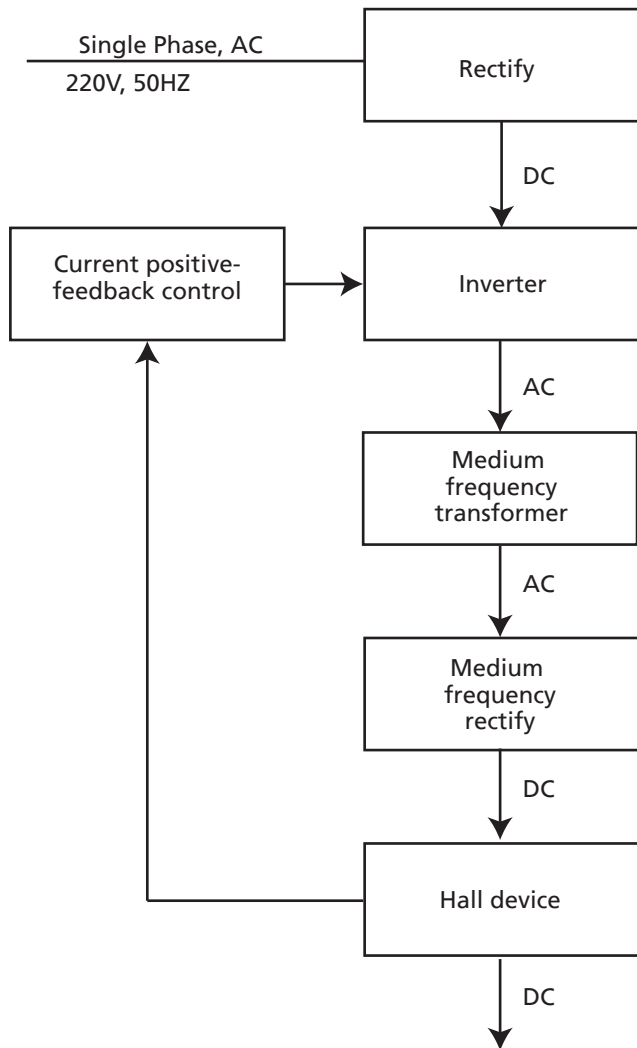 Single Phase, AC
220V, 50HZ
Rectify
DC
Current positive-
feedback control
Inverter
AC
Medium
frequency
transformer
AC
Medium
frequency
rectify
DC
Hall device
DC